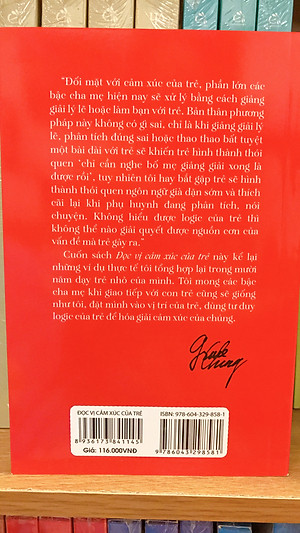 “Đối mặt với cảm xúc của trẻ, phần lớn các
bậc cha mẹ hiện nay sẽ xử lý bằng cách giảng
giải lý lẽ hoặc làm bạn với trẻ. Bản thân phương
pháp này không có gì sai, chỉ là khi giảng giải lý
lẽ, phân tích đúng sai hoặc thao thao bất tuyệt
một bài dài với trẻ sẽ khiến trẻ hình thành thói
quen “chỉ cần nghe bố mẹ giảng giải xong là
được rồi”, tuy nhiên tôi hay bắt gặp trẻ sẽ hình
thành thói quen ngôn ngữ già dặn sớm và thích
cãi lại khi phụ huynh đang phân tích, nói
chuyện. Không hiểu được logic của trẻ thì
không thể nào giải quyết được nguồn cơn của
vấn đề mà trẻ gây ra.”
Cuốn sách Đọc vị cảm xúc của trẻ này kể lại
những ví dụ thực tế tôi tổng hợp lại trong mười
năm dạy trẻ nhỏ của mình. Tôi mong các bậc
cha mẹ khi giao tiếp với con trẻ cũng sẽ giống
như tôi, đặt mình vào vị trí của trẻ, dùng tư duy
logic của trẻ để hóa giải cảm xúc của chúng.
ĐỌC VỊ CẢM XÚC CỦA TRẺ
8 936173 841145
Giá: 116.000VNĐ
ISBN: 978-604-329-858-1
9 786043 298581